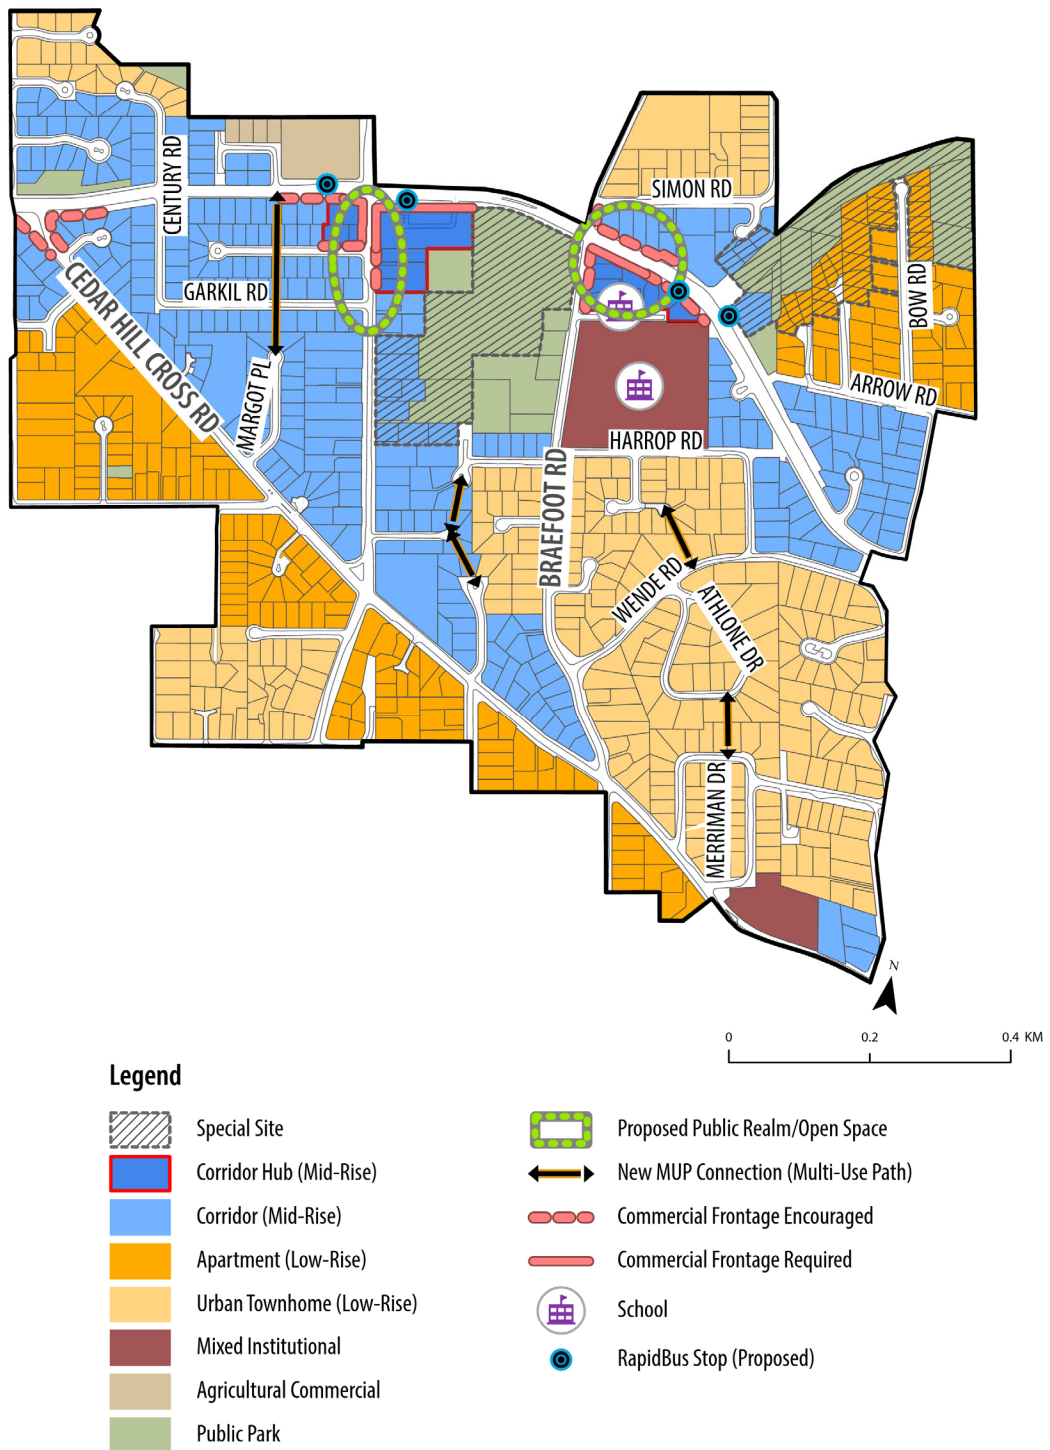 SIMON RD
CENTURY RD
BOW RD
GARKIL RD
CEDAR HILL CROSS RD
MARGOT PL
ARROW RD
HARROP RD
BRAEFOOT RD
WENDE RD
ATHLONE DR
MERRIMAN DR
N
0 0.2 0.4 KM
Legend
Special Site
Corridor Hub (Mid-Rise)
Corridor (Mid-Rise)
Apartment (Low-Rise)
Urban Townhome (Low-Rise)
Mixed Institutional
Agricultural Commercial
Public Park
Proposed Public Realm/Open Space
New MUP Connection (Multi-Use Path)
Commercial Frontage Encouraged
Commercial Frontage Required
School
RapidBus Stop (Proposed)